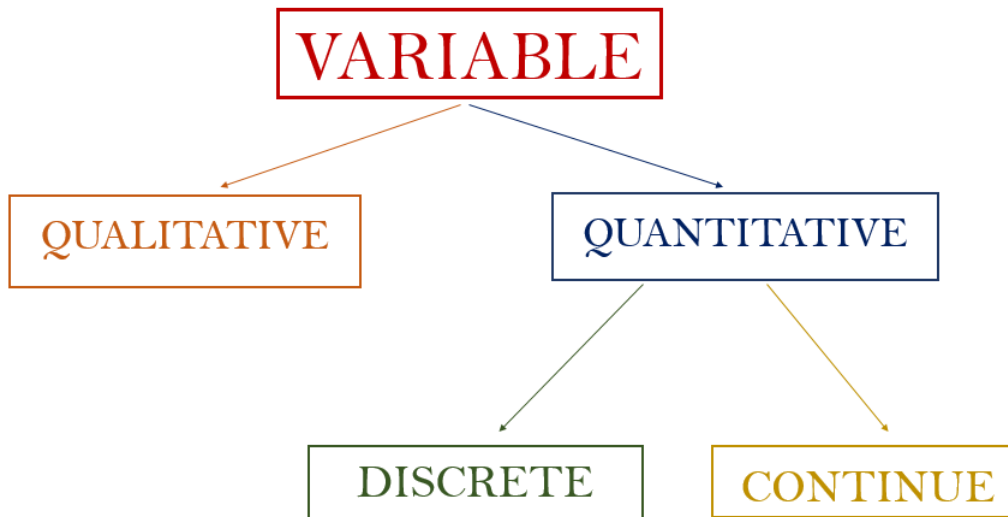 VARIABLE
QUALITATIVE
QUANTITATIVE
DISCRETE
CONTINUE